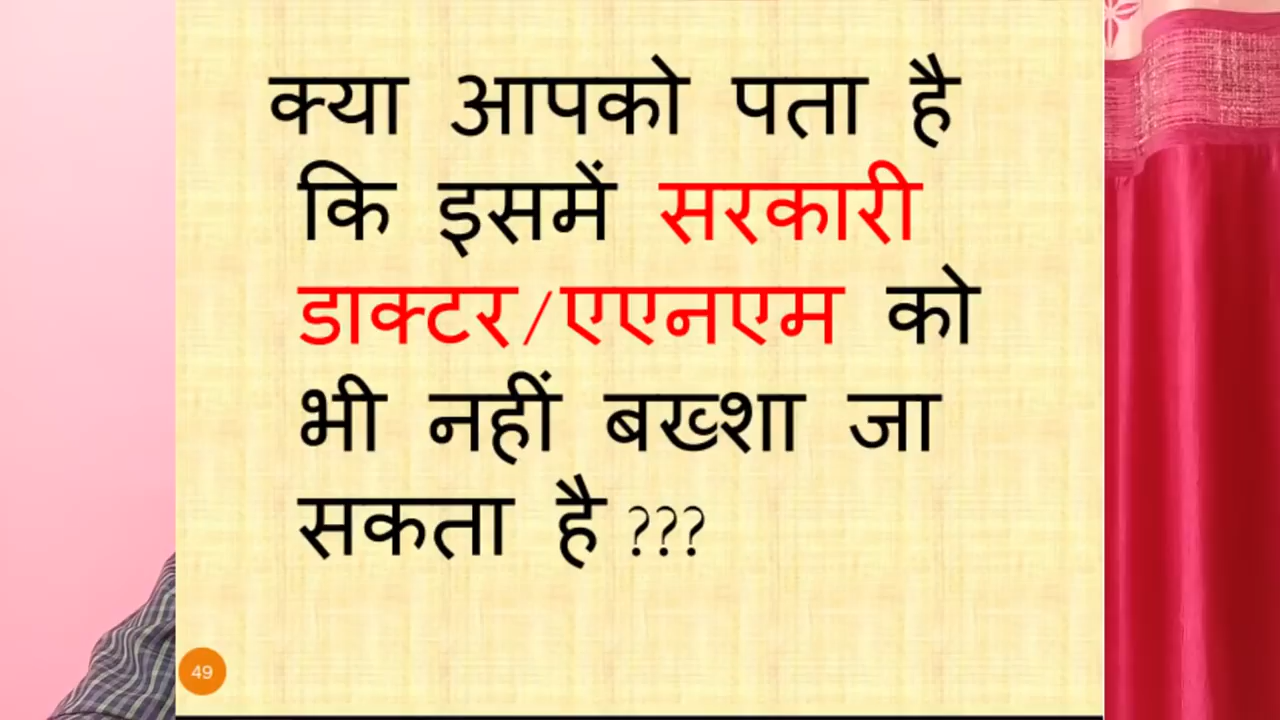 क्या आपको पता है
कि इसमें सरकारी
डाक्टर/एएनएम को
भी नहीं बख्शा जा
सकता है ???
49